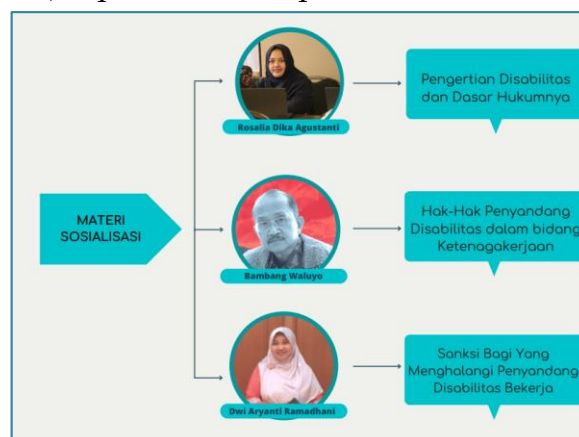 Rosalia Dika Agustanti
Pengertian Disabilitas
dan Dasar Hukumnya
MATERI
SOSIALISASI
Bambang Waluyo
Hak-Hak Penyandang
Disabilitas dalam bidang
Ketenagakerjaan
Dwi Aryanti Ramadhani
Sanksi Bagi Yang
Menghalangi Penyandang
Disabilitas Bekerja